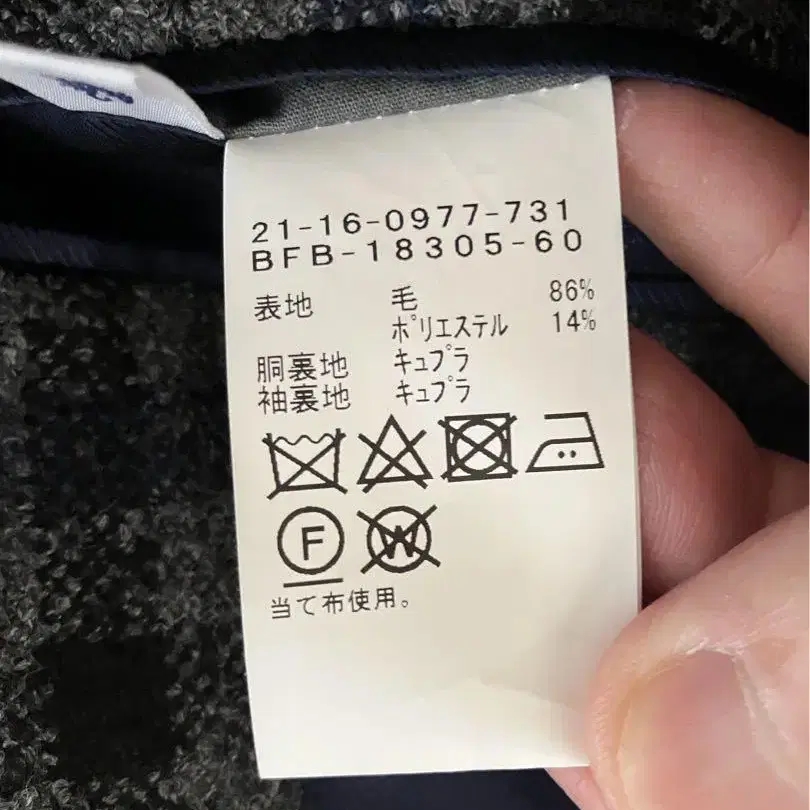 21-16-0977-731
BFB-18305-60
表地 毛 86%
ポリエステル 14%
胴裏地 キュプラ
袖裏地 キュプラ
F W
当て布使用。